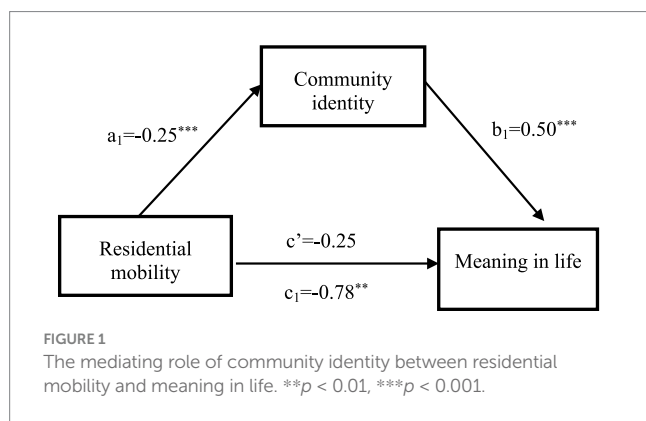 Community
identity
a₁=-0.25***
b₁=0.50***
Residential
mobility
c’=-0.25
c₁=-0.78**
Meaning in life
FIGURE 1
The mediating role of community identity between residential
mobility and meaning in life. **p < 0.01, ***p < 0.001.